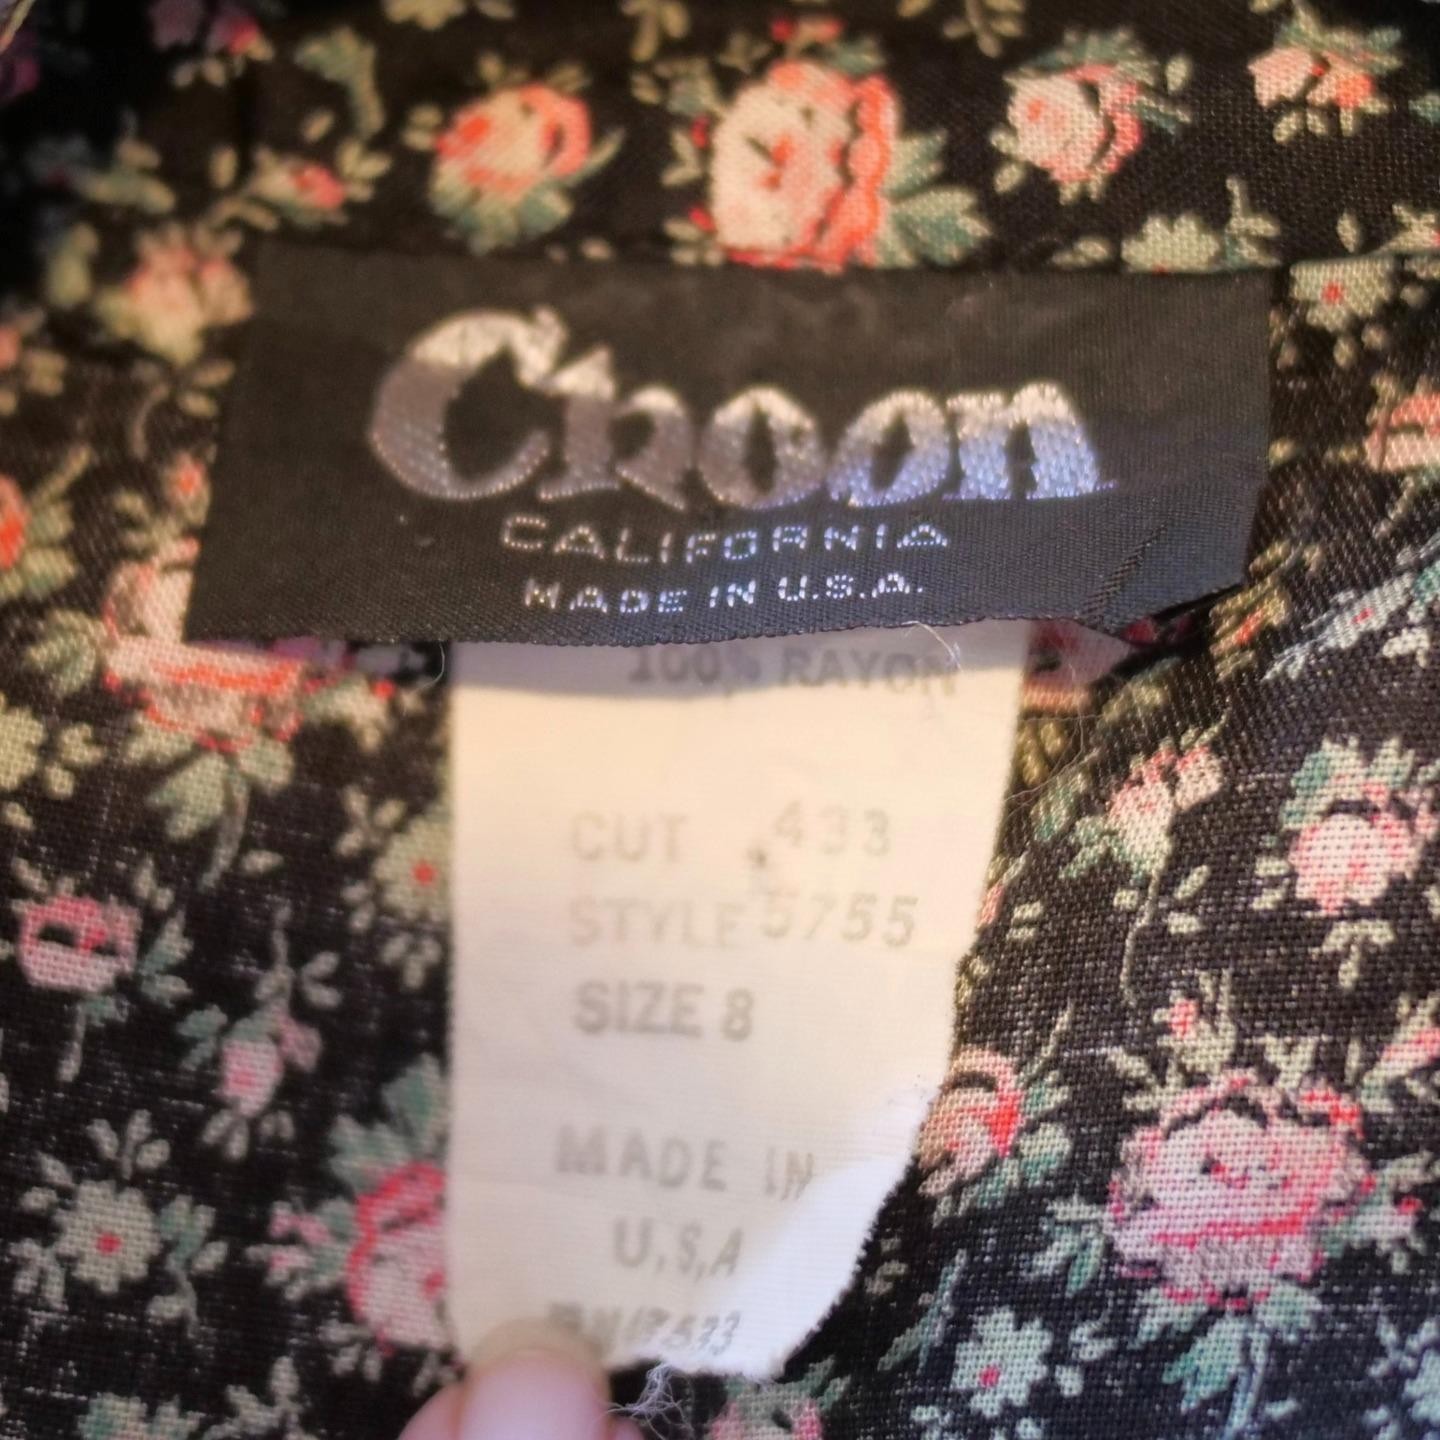 Choon
CALIFORNIA
MADE IN U.S.A.
100% RAYON
CUT 433
STYLE 5755
SIZE 8
MADE IN
U.S.A